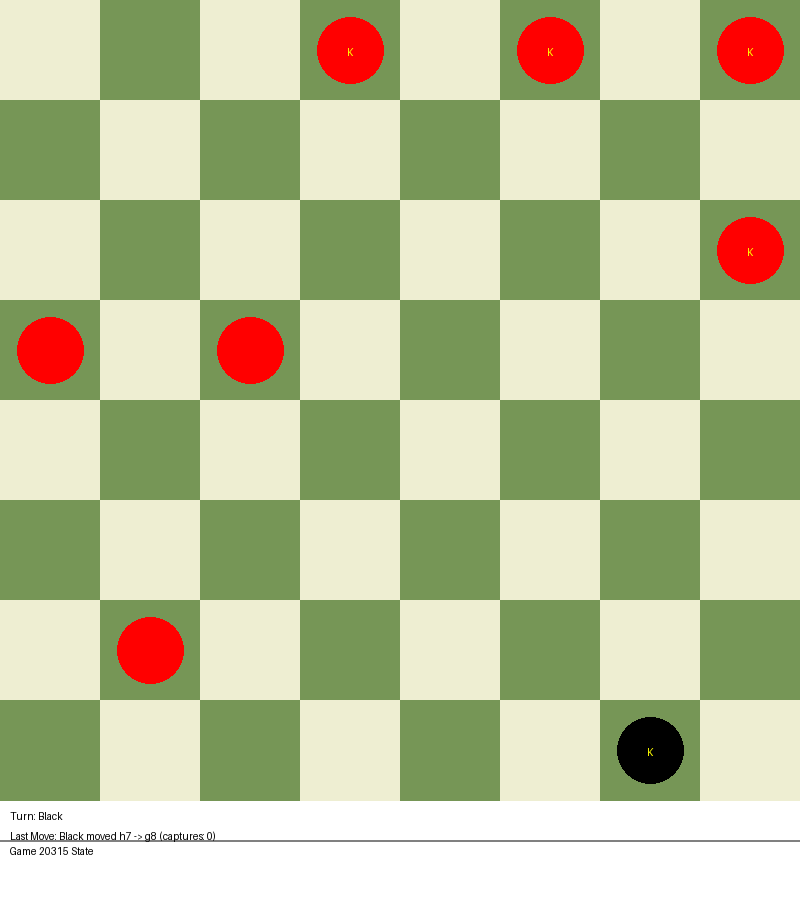 K K K
K
K
Turn: Black
Last Move: Black moved h7 -> g8 (captures: 0)
Game 20315 State